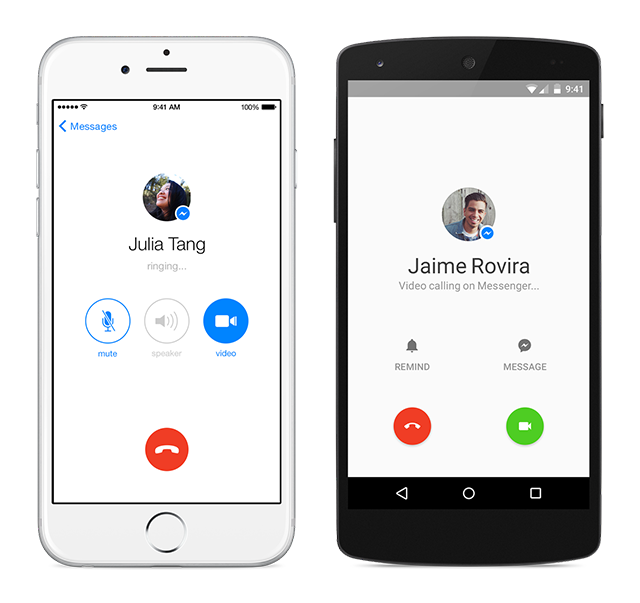 9:41 AM
100%
Messages
Julia Tang
ringing...
mute
speaker
video
9:41
Jaime Rovira
Video calling on Messenger...
REMIND
MESSAGE